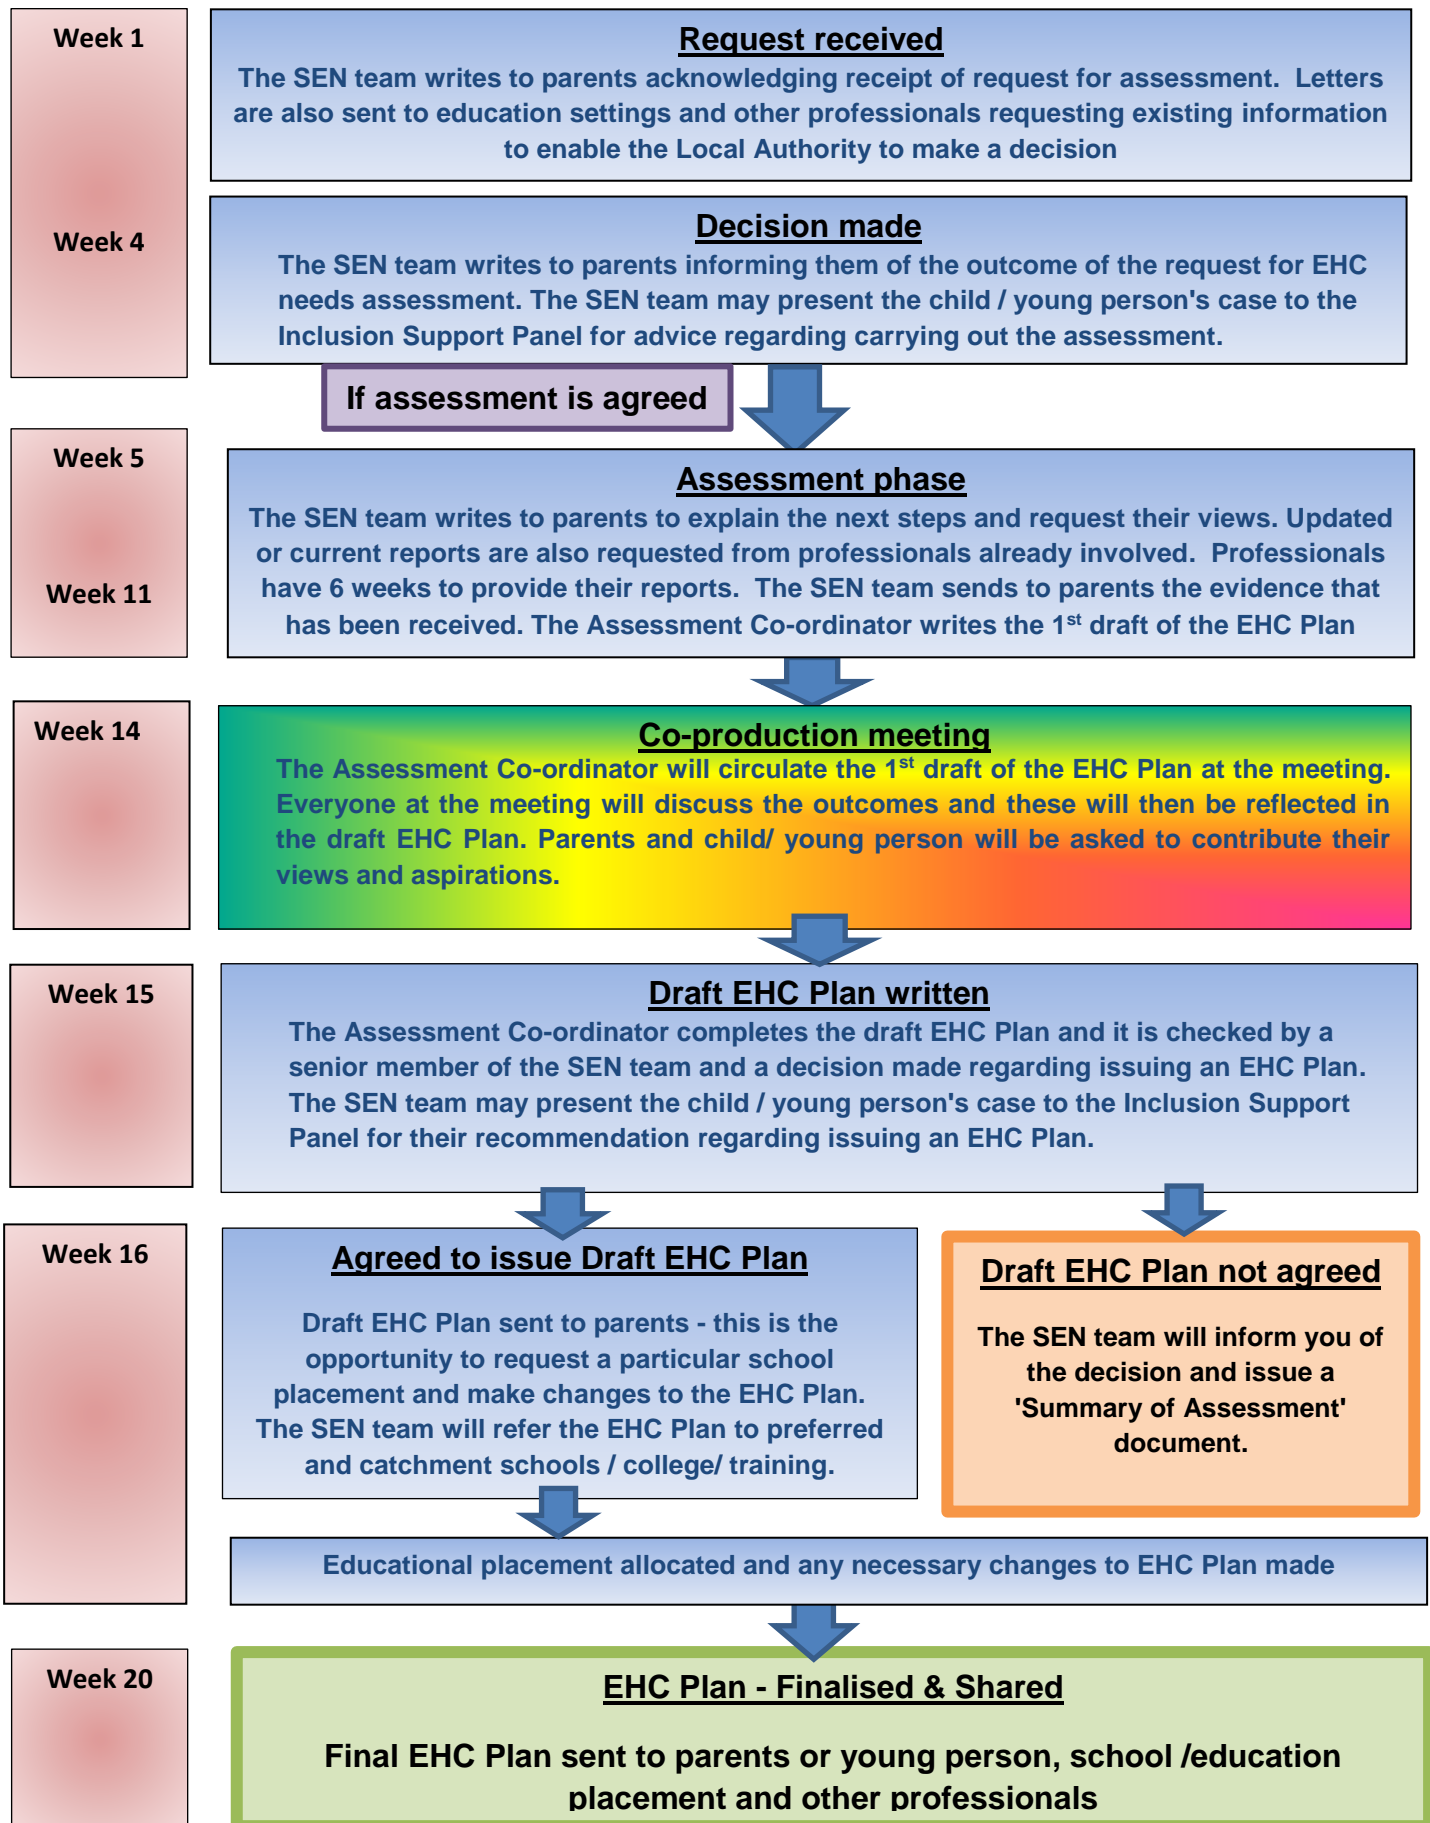 Week 1
Request received
The SEN team writes to parents acknowledging receipt of request for assessment.  Letters
are also sent to education settings and other professionals requesting existing information
to enable the Local Authority to make a decision
Week 4
Decision made
The SEN team writes to parents informing them of the outcome of the request for EHC
needs assessment. The SEN team may present the child / young person's case to the
Inclusion Support Panel for advice regarding carrying out the assessment.
If assessment is agreed
Week 5
Assessment phase
The SEN team writes to parents to explain the next steps and request their views. Updated
or current reports are also requested from professionals already involved.  Professionals
have 6 weeks to provide their reports.  The SEN team sends to parents the evidence that
has been received. The Assessment Co-ordinator writes the 1st draft of the EHC Plan
Week 11
Week 14
Co-production meeting
The Assessment Co-ordinator will circulate the 1st draft of the EHC Plan at the meeting.
Everyone at the meeting will discuss the outcomes and these will then be reflected in
the draft EHC Plan. Parents and child/ young person will be asked to contribute their
views and aspirations.
Week 15
Draft EHC Plan written
The Assessment Co-ordinator completes the draft EHC Plan and it is checked by a
senior member of the SEN team and a decision made regarding issuing an EHC Plan.
The SEN team may present the child / young person's case to the Inclusion Support
Panel for their recommendation regarding issuing an EHC Plan.
Week 16
Agreed to issue Draft EHC Plan
Draft EHC Plan sent to parents - this is the
opportunity to request a particular school
placement and make changes to the EHC Plan.
The SEN team will refer the EHC Plan to preferred
and catchment schools / college/ training.
Draft EHC Plan not agreed
The SEN team will inform you of
the decision and issue a
'Summary of Assessment'
document.
Educational placement allocated and any necessary changes to EHC Plan made
Week 20
EHC Plan - Finalised & Shared
Final EHC Plan sent to parents or young person, school /education
placement and other professionals